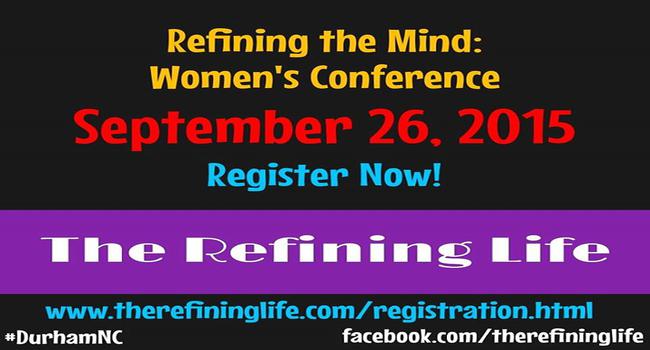 Refining the Mind:
Women's Conference
September 26, 2015
Register Now!
The Refining Life
www.therefininglife.com/registration.html
#DurhamNC
facebook.com/therefininglife